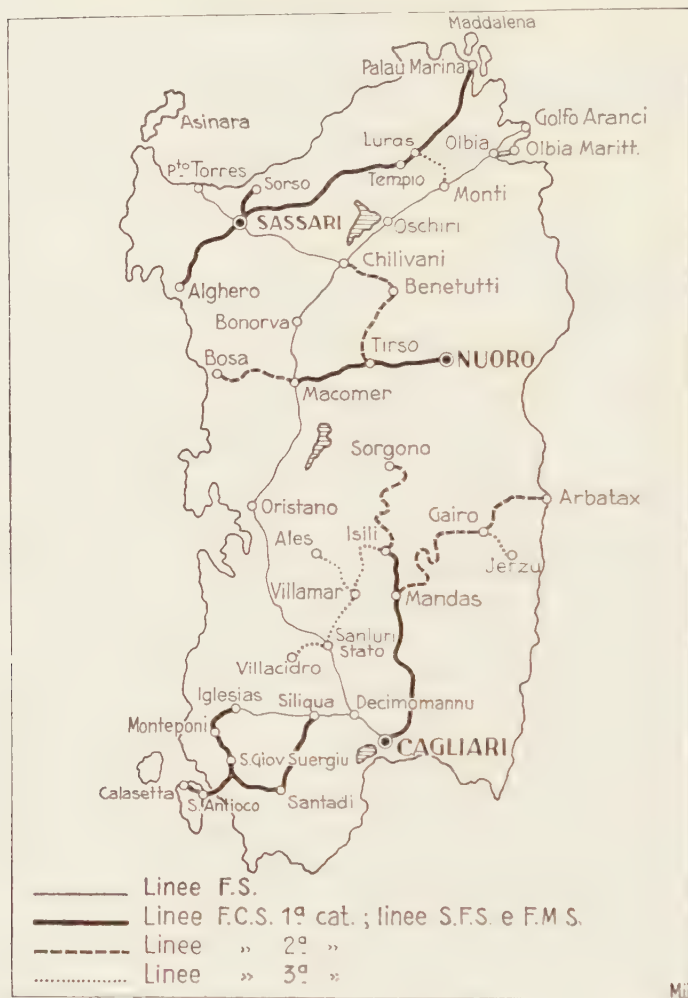 Maddalena
Palau Marina
Asinara
Golfo Aranci
Luras
Olbia
Olbia Maritt.
Pto Torres
Sorso
Tempio
Monti
SASSARI
Oschiri
Chilivani
Alghero
Benetutti
Bonorva
Tirso
Bosa
NUORO
Macomer
Sorgono
Oristano
Arbatax
Gairo
Ales
Isili
Jerzu
Villamar
Mandas
Sanluri
Stato
Villacidro
Iglesias
Siliqua
Decimomannu
Monteponi
CAGLIARI
S.Giov Suergiu
Calasetta
S.Antioco
Santadi
Linee F.S.
Linee F.C.S. 1ª cat.; linee S.F.S. e F.M.S.
Linee „ 2ª „
Linee „ 3ª „